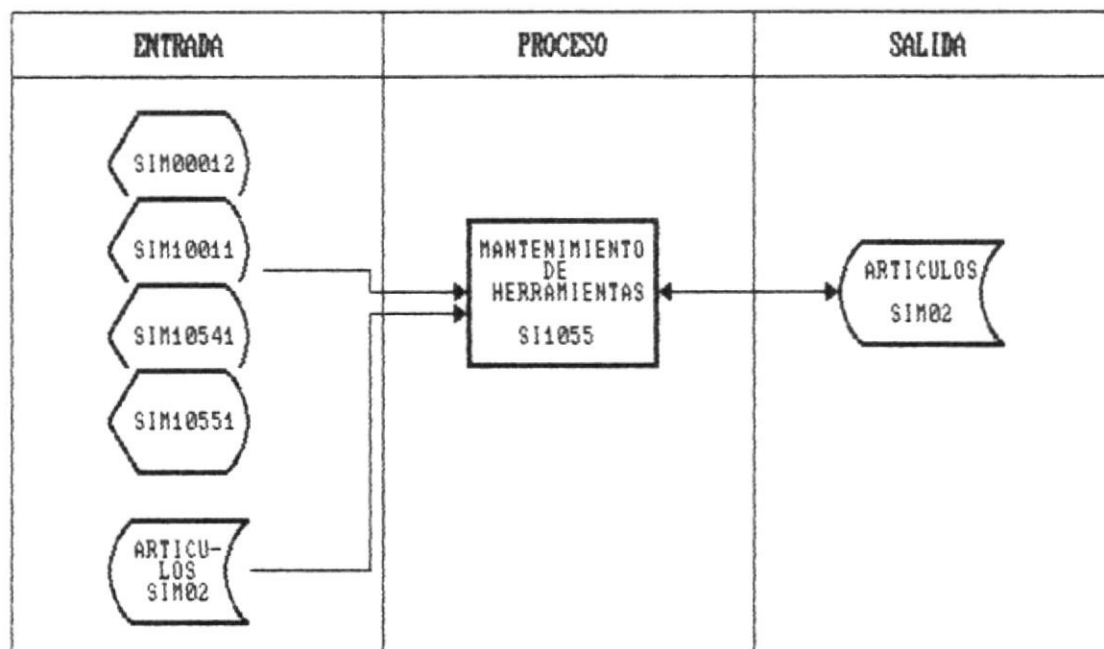 ENTRADA
PROCESO
SALIDA
SIM00012
SIM10011
SIM10541
SIM10551
ARTICU-
LOS
SIM02
MANTENIMIENTO
DE
HERRAMIENTAS
SI1055
ARTICULOS
SIM02